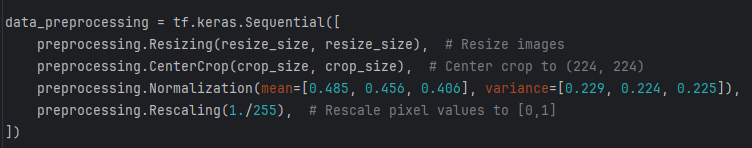 data_preprocessing = tf.keras.Sequential([
    preprocessing.Resizing(resize_size, resize_size),  # Resize images
    preprocessing.CenterCrop(crop_size, crop_size),  # Center crop to (224, 224)
    preprocessing.Normalization(mean=[0.485, 0.456, 0.406], variance=[0.229, 0.224, 0.225]),
    preprocessing.Rescaling(1./255),  # Rescale pixel values to [0,1]
])